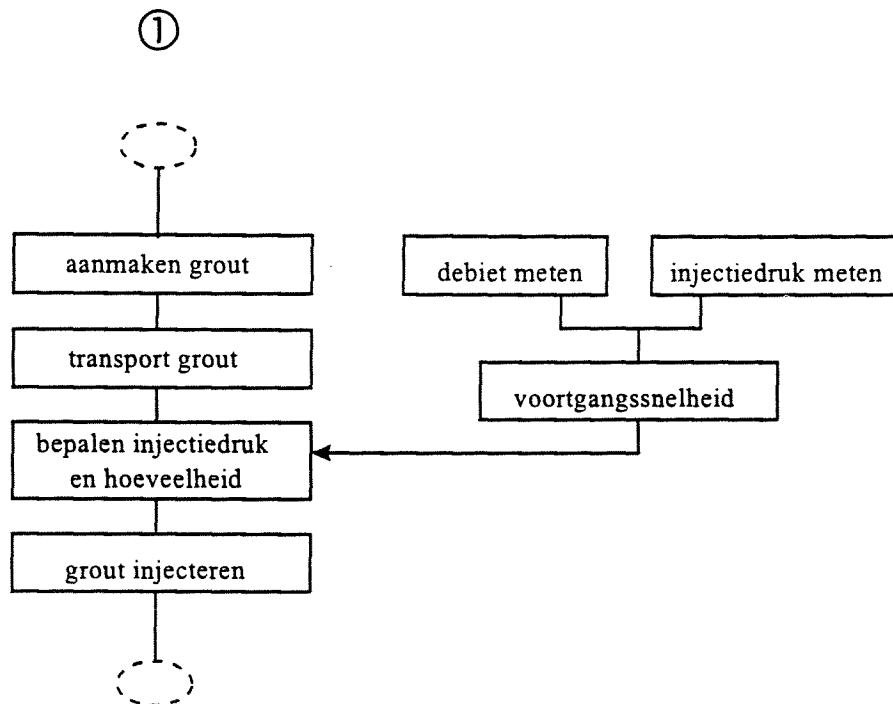 ①
aanmaken grout
transport grout
bepalen injectiedruk
en hoeveelheid
grout injecteren
debiet meten
injectiedruk meten
voortgangssnelheid